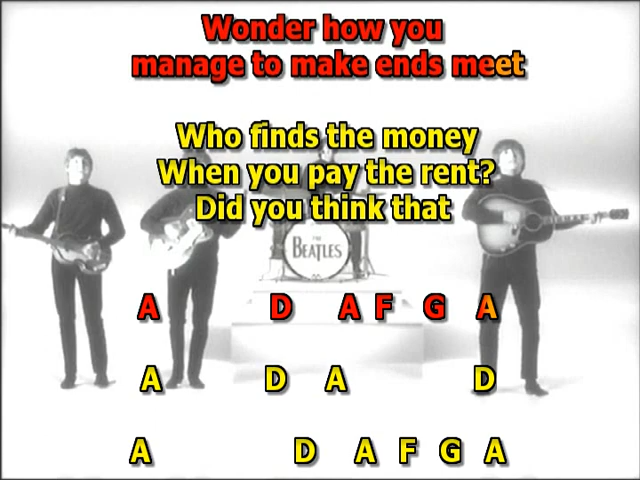 Wonder how you
manage to make ends meet
Who finds the money
When you pay the rent?
Did you think that
THE
BEATLES
A D A F G A
A D A D
A D A F G A